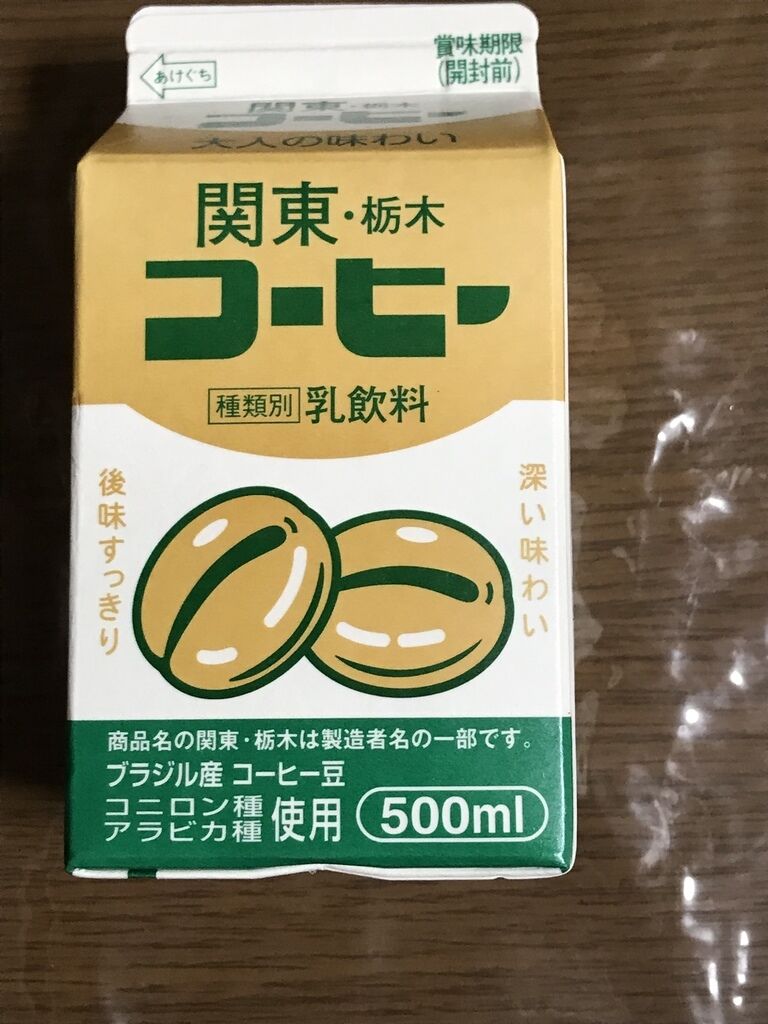 あけぐち
賞味期限
(開封前)
関東・栃木
コーヒー
大人の味わい
関東・栃木
コーヒー
種類別 乳飲料
深い味わい
後味すっきり
商品名の関東・栃木は製造者名の一部です。
ブラジル産 コーヒー豆
コニロン種
アラビカ種 使用 500ml